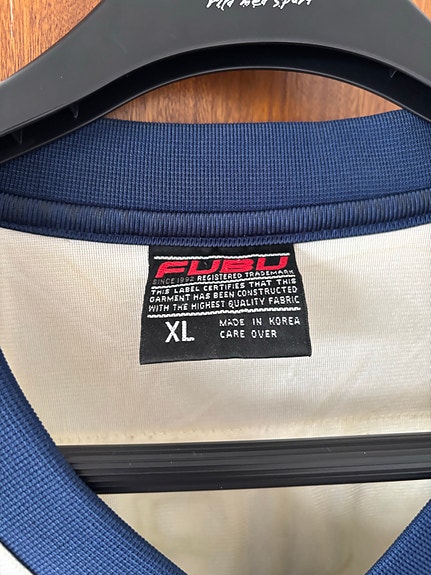 FUBU
SINCE 1992 REGISTERED TRADEMARK
THIS LABEL CERTIFIES THAT THIS
GARMENT HAS BEEN CONSTRUCTED
WITH THE HIGHEST QUALITY FABRIC
XL
MADE IN KOREA
CARE OVER